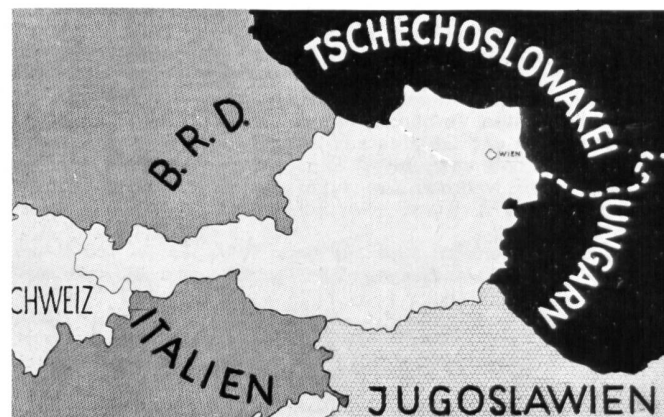 TSCHECHOSLOWAKEI
B. R. D.
WIEN
UNGARN
CHWEIZ
ITALIEN
JUGOSLAWIEN